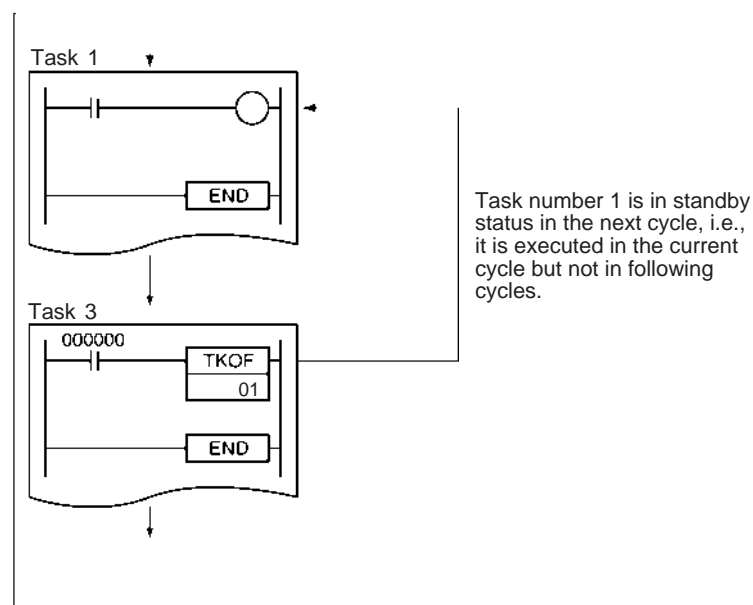 Task 1
END
Task number 1 is in standby
status in the next cycle, i.e.,
it is executed in the current
cycle but not in following
cycles.
Task 3
000000
TKOF
01
END